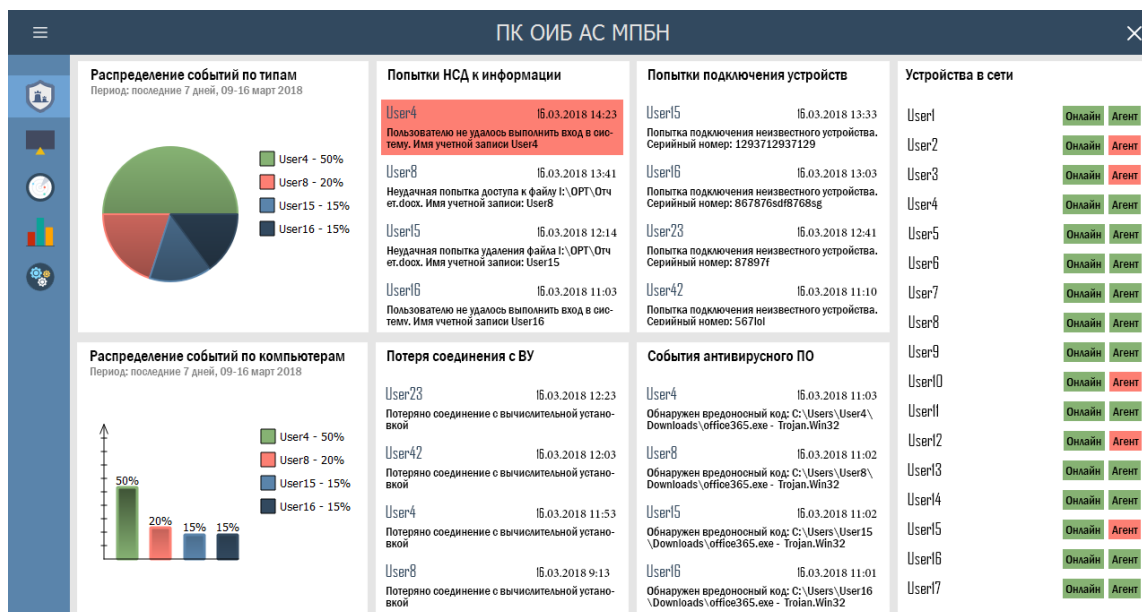 ПК ОИБ АС МПБН
Распределение событий по типам
Период: последние 7 дней, 09-16 март 2018
User4 - 50%
User8 - 20%
User15 - 15%
User16 - 15%
Попытки НСД к информации
User4 16.03.2018 14:23
Пользователю не удалось выполнить вход в сис-
тему. Имя учетной записи User4
User8 16.03.2018 13:41
Неудачная попытка доступа к файлу I:\ОРТ\Отч
ет.docx. Имя учетной записи: User8
User15 16.03.2018 12:14
Неудачная попытка удаления файла I:\ОРТ\Отч
ет.docx. Имя учетной записи: User15
User16 16.03.2018 11:03
Пользователю не удалось выполнить вход в сис-
тему. Имя учетной записи User16
Попытки подключения устройств
User15 16.03.2018 13:33
Попытка подключения неизвестного устройства.
Серийный номер: 1293712937129
User16 16.03.2018 13:03
Попытка подключения неизвестного устройства.
Серийный номер: 867876sdf8768sg
User23 16.03.2018 12:41
Попытка подключения неизвестного устройства.
Серийный номер: 87897f
User42 16.03.2018 11:10
Попытка подключения неизвестного устройства.
Серийный номер: 567lol
Распределение событий по компьютерам
Период: последние 7 дней, 09-16 март 2018
50%
20%
15%
15%
User4 - 50%
User8 - 20%
User15 - 15%
User16 - 15%
Потеря соединения с ВУ
User23 16.03.2018 12:23
Потеряно соединение с вычислительной устано-
вкой
User42 16.03.2018 12:03
Потеряно соединение с вычислительной устано-
вкой
User4 16.03.2018 11:53
Потеряно соединение с вычислительной устано-
вкой
User8 16.03.2018 9:13
Потеряно соединение с вычислительной устано-
вкой
События антивирусного ПО
User4 16.03.2018 11:03
Обнаружен вредоносный код: C:\Users\User4\
Downloads\office365.exe - Trojan.Win32
User8 16.03.2018 11:02
Обнаружен вредоносный код: C:\Users\User8\
Downloads\office365.exe - Trojan.Win32
User15 16.03.2018 11:02
Обнаружен вредоносный код: C:\Users\User15
\Downloads\office365.exe - Trojan.Win32
User16 16.03.2018 11:01
Обнаружен вредоносный код: C:\Users\User16
\Downloads\office365.exe - Trojan.Win32
Устройства в сети
User1 Онлайн Агент
User2 Онлайн Агент
User3 Онлайн Агент
User4 Онлайн Агент
User5 Онлайн Агент
User6 Онлайн Агент
User7 Онлайн Агент
User8 Онлайн Агент
User9 Онлайн Агент
User10 Онлайн Агент
User11 Онлайн Агент
User12 Онлайн Агент
User13 Онлайн Агент
User14 Онлайн Агент
User15 Онлайн Агент
User16 Онлайн Агент
User17 Онлайн Агент